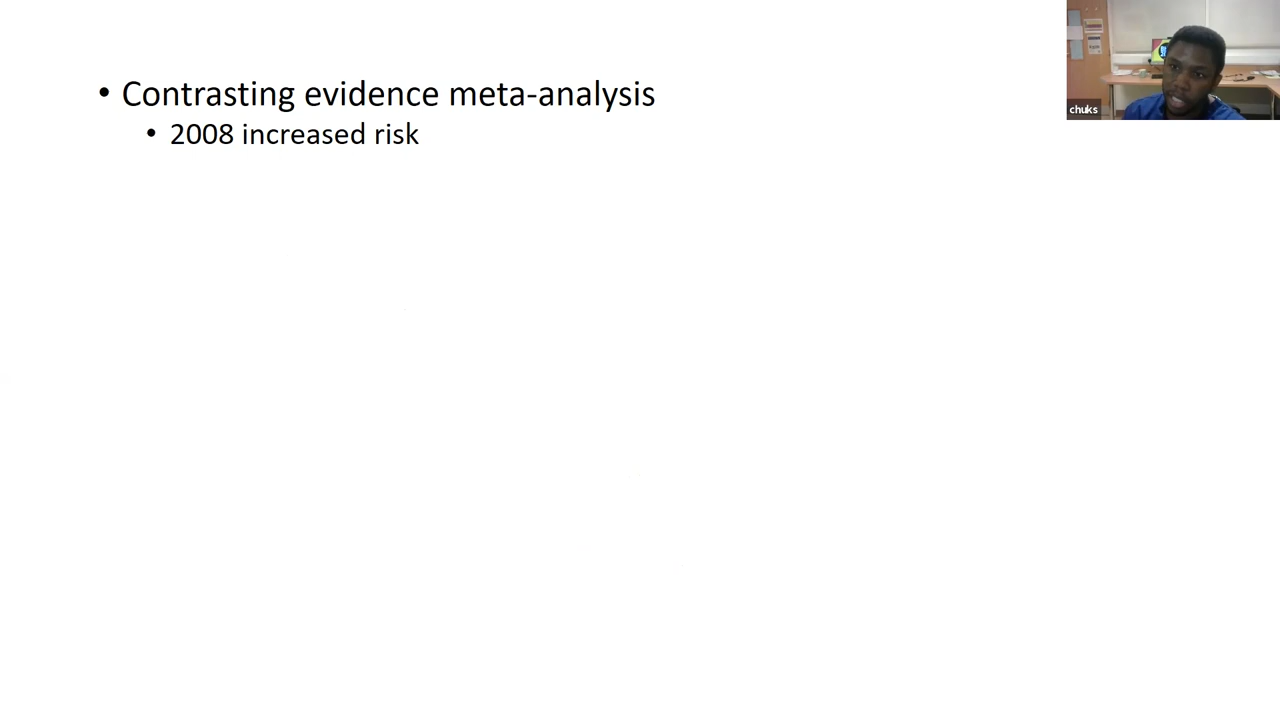 • Contrasting evidence meta-analysis
• 2008 increased risk
chuks